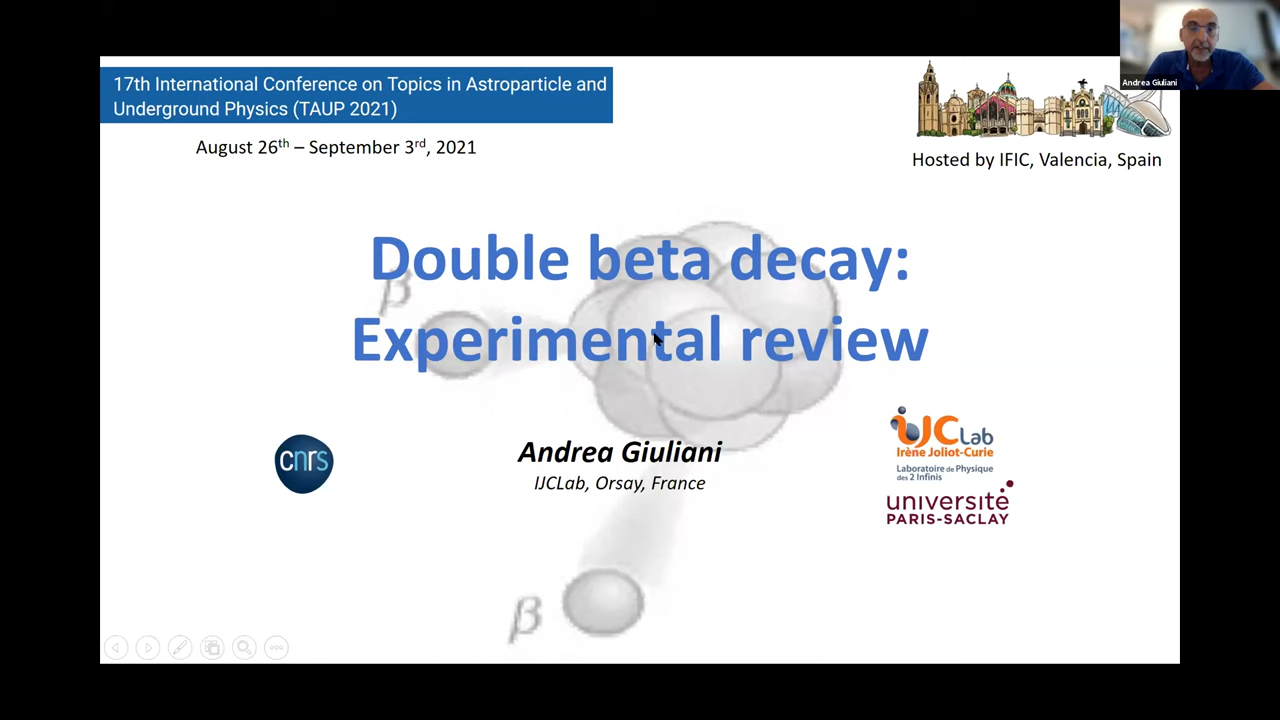 Andrea Giuliani
17th International Conference on Topics in Astroparticle and
Underground Physics (TAUP 2021)
August 26th – September 3rd, 2021
Hosted by IFIC, Valencia, Spain
Double beta decay:
β
Experimental review
Andrea Giuliani
IJCLab, Orsay, France
cnrs
iJC Lab
Irène Joliot-Curie
Laboratoire de Physique
des 2 Infinis
université
PARIS-SACLAY
β